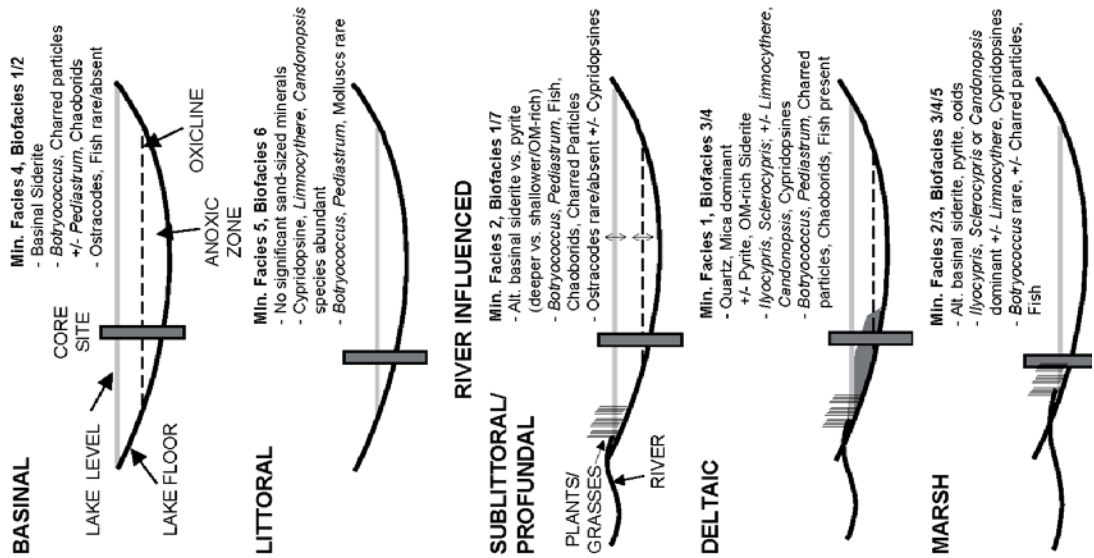 BASINAL
LAKE LEVEL
LAKE FLOOR
CORE
SITE
Min. Facies 4, Biofacies 1/2
- Basinal Siderite
- Botryococcus, Charred particles
+/- Pediastrum, Chaoborids
- Ostracodes, Fish rare/absent
OXICLINE
ANOXIC
ZONE
LITTORAL
Min. Facies 5, Biofacies 6
- No significant sand-sized minerals
- Cypridopsine, Limnocythere, Candonopsis
species abundant
- Botryococcus, Pediastrum, Molluscs rare
RIVER INFLUENCED
SUBLITTORAL/
PROFUNDAL
PLANTS/
GRASSES
RIVER
Min. Facies 2, Biofacies 1/7
- Alt. basinal siderite vs. pyrite
(deeper vs. shallower/OM-rich)
- Botryococcus, Pediastrum, Fish,
Chaoborids, Charred Particles
- Ostracodes rare/absent +/- Cypridopsines
DELTAIC
Min. Facies 1, Biofacies 3/4
- Quartz, Mica dominant
+/- Pyrite, OM-rich Siderite
- Ilyocypris, Sclerocypris; +/- Limnocythere,
Candonopsis, Cypridopsines
- Botryococcus, Pediastrum, Charred
particles, Chaoborids, Fish present
MARSH
Min. Facies 2/3, Biofacies 3/4/5
- Alt. basinal siderite, pyrite, ooids
- Ilyocypris, Sclerocypris or Candonopsis
dominant +/- Limnocythere, Cypridopsines
- Botryococcus rare, +/- Charred particles,
Fish